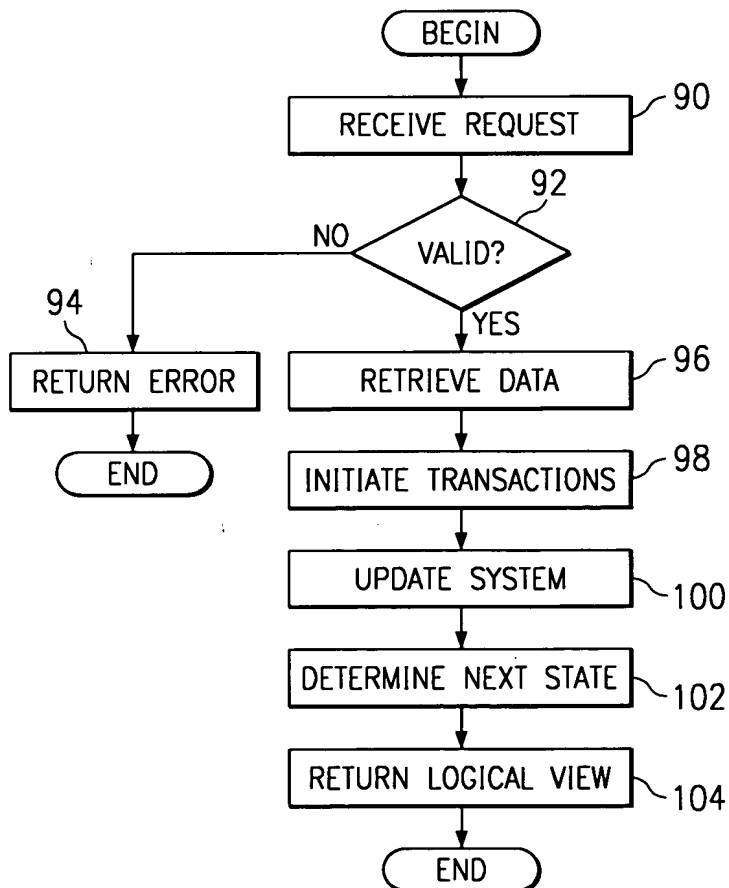 BEGIN
RECEIVE REQUEST
90
92
VALID?
NO
YES
94
RETURN ERROR
END
RETRIEVE DATA
96
INITIATE TRANSACTIONS
98
UPDATE SYSTEM
100
DETERMINE NEXT STATE
102
RETURN LOGICAL VIEW
104
END